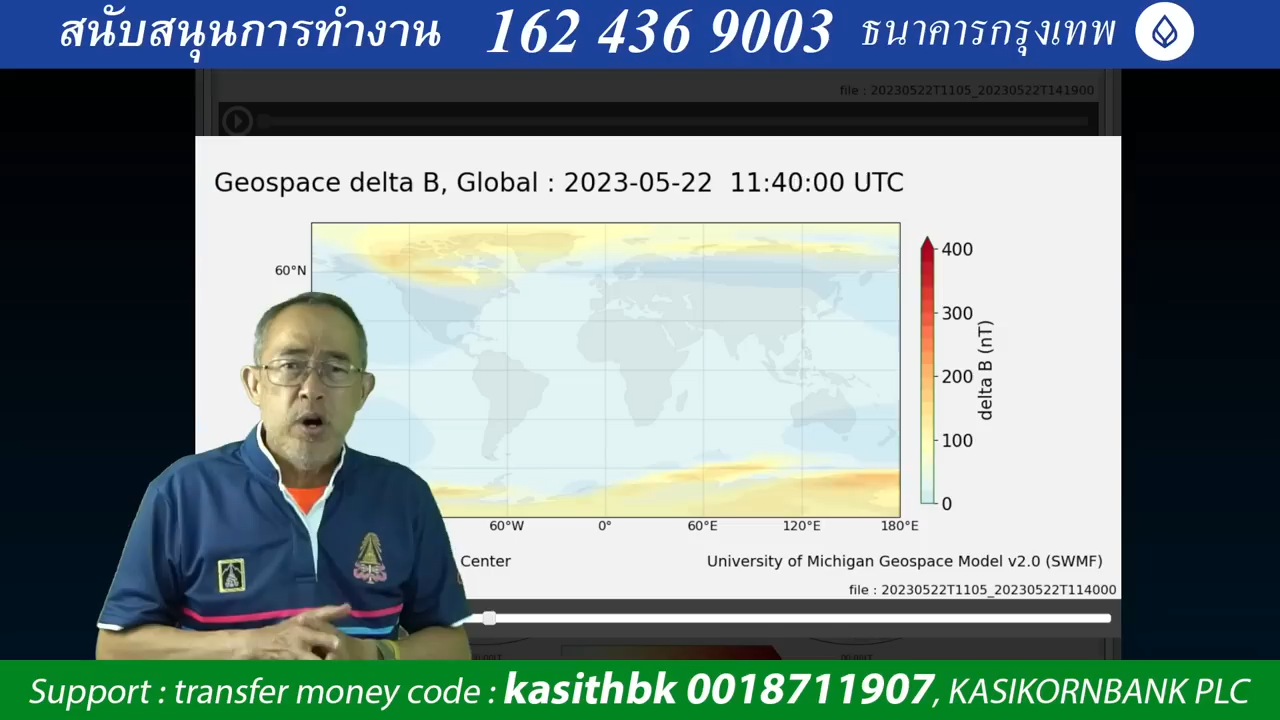 สนับสนุนการทำงาน 162 436 9003 ธนาคารกรุงเทพ
file : 20230522T1105_20230522T141900
Geospace delta B, Global : 2023-05-22 11:40:00 UTC
400
60°N
300
200
delta B (nT)
100
0
60°W 0° 60°E 120°E 180°E
Center University of Michigan Geospace Model v2.0 (SWMF)
file : 20230522T1105_20230522T114000
Support : transfer money code : kasithbk 0018711907, KASIKORNBANK PLC